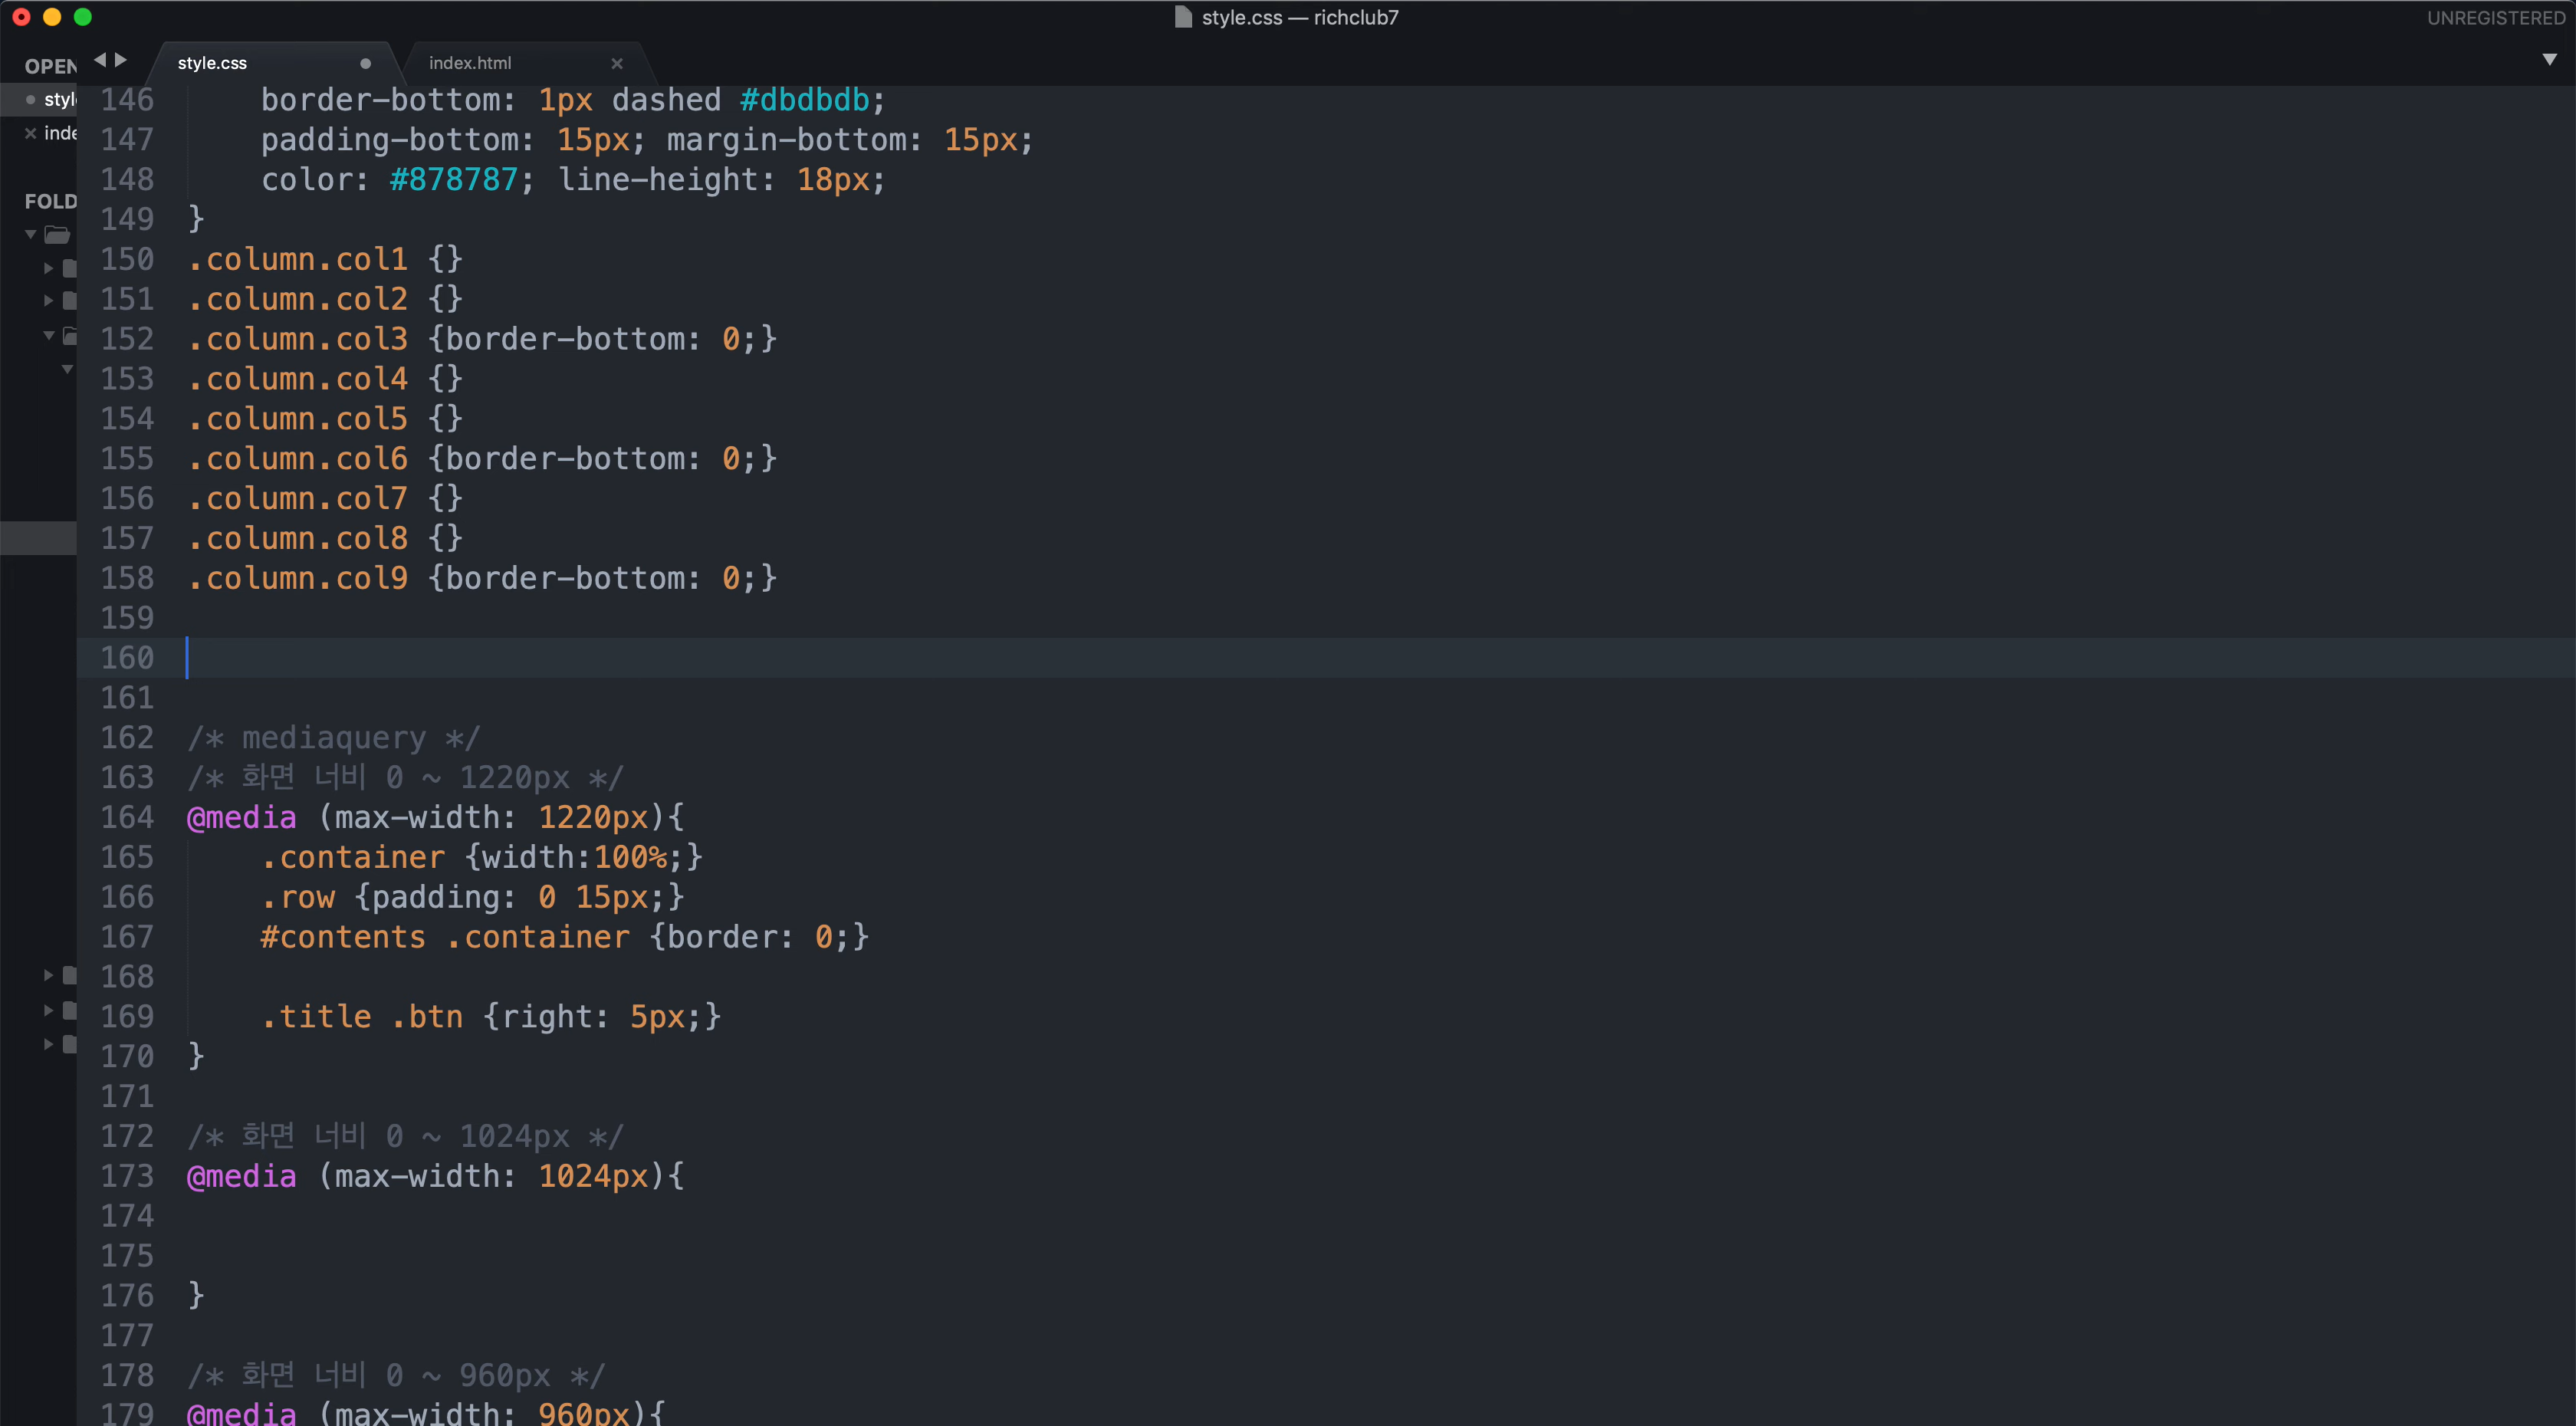 style.css — richclub7
UNREGISTERED
OPEN
style.css
index.html
146 border-bottom: 1px dashed #dbdbdb;
147 padding-bottom: 15px; margin-bottom: 15px;
148 color: #878787; line-height: 18px;
FOLD
149 }
150 .column.col1 {}
151 .column.col2 {}
152 .column.col3 {border-bottom: 0;}
153 .column.col4 {}
154 .column.col5 {}
155 .column.col6 {border-bottom: 0;}
156 .column.col7 {}
157 .column.col8 {}
158 .column.col9 {border-bottom: 0;}
159
160
161
162 /* mediaquery */
163 /* 화면 너비 0 ~ 1220px */
164 @media (max-width: 1220px){
165 .container {width:100%;}
166 .row {padding: 0 15px;}
167 #contents .container {border: 0;}
168
169 .title .btn {right: 5px;}
170 }
171
172 /* 화면 너비 0 ~ 1024px */
173 @media (max-width: 1024px){
174
175
176 }
177
178 /* 화면 너비 0 ~ 960px */
179 @media (max-width: 960px){